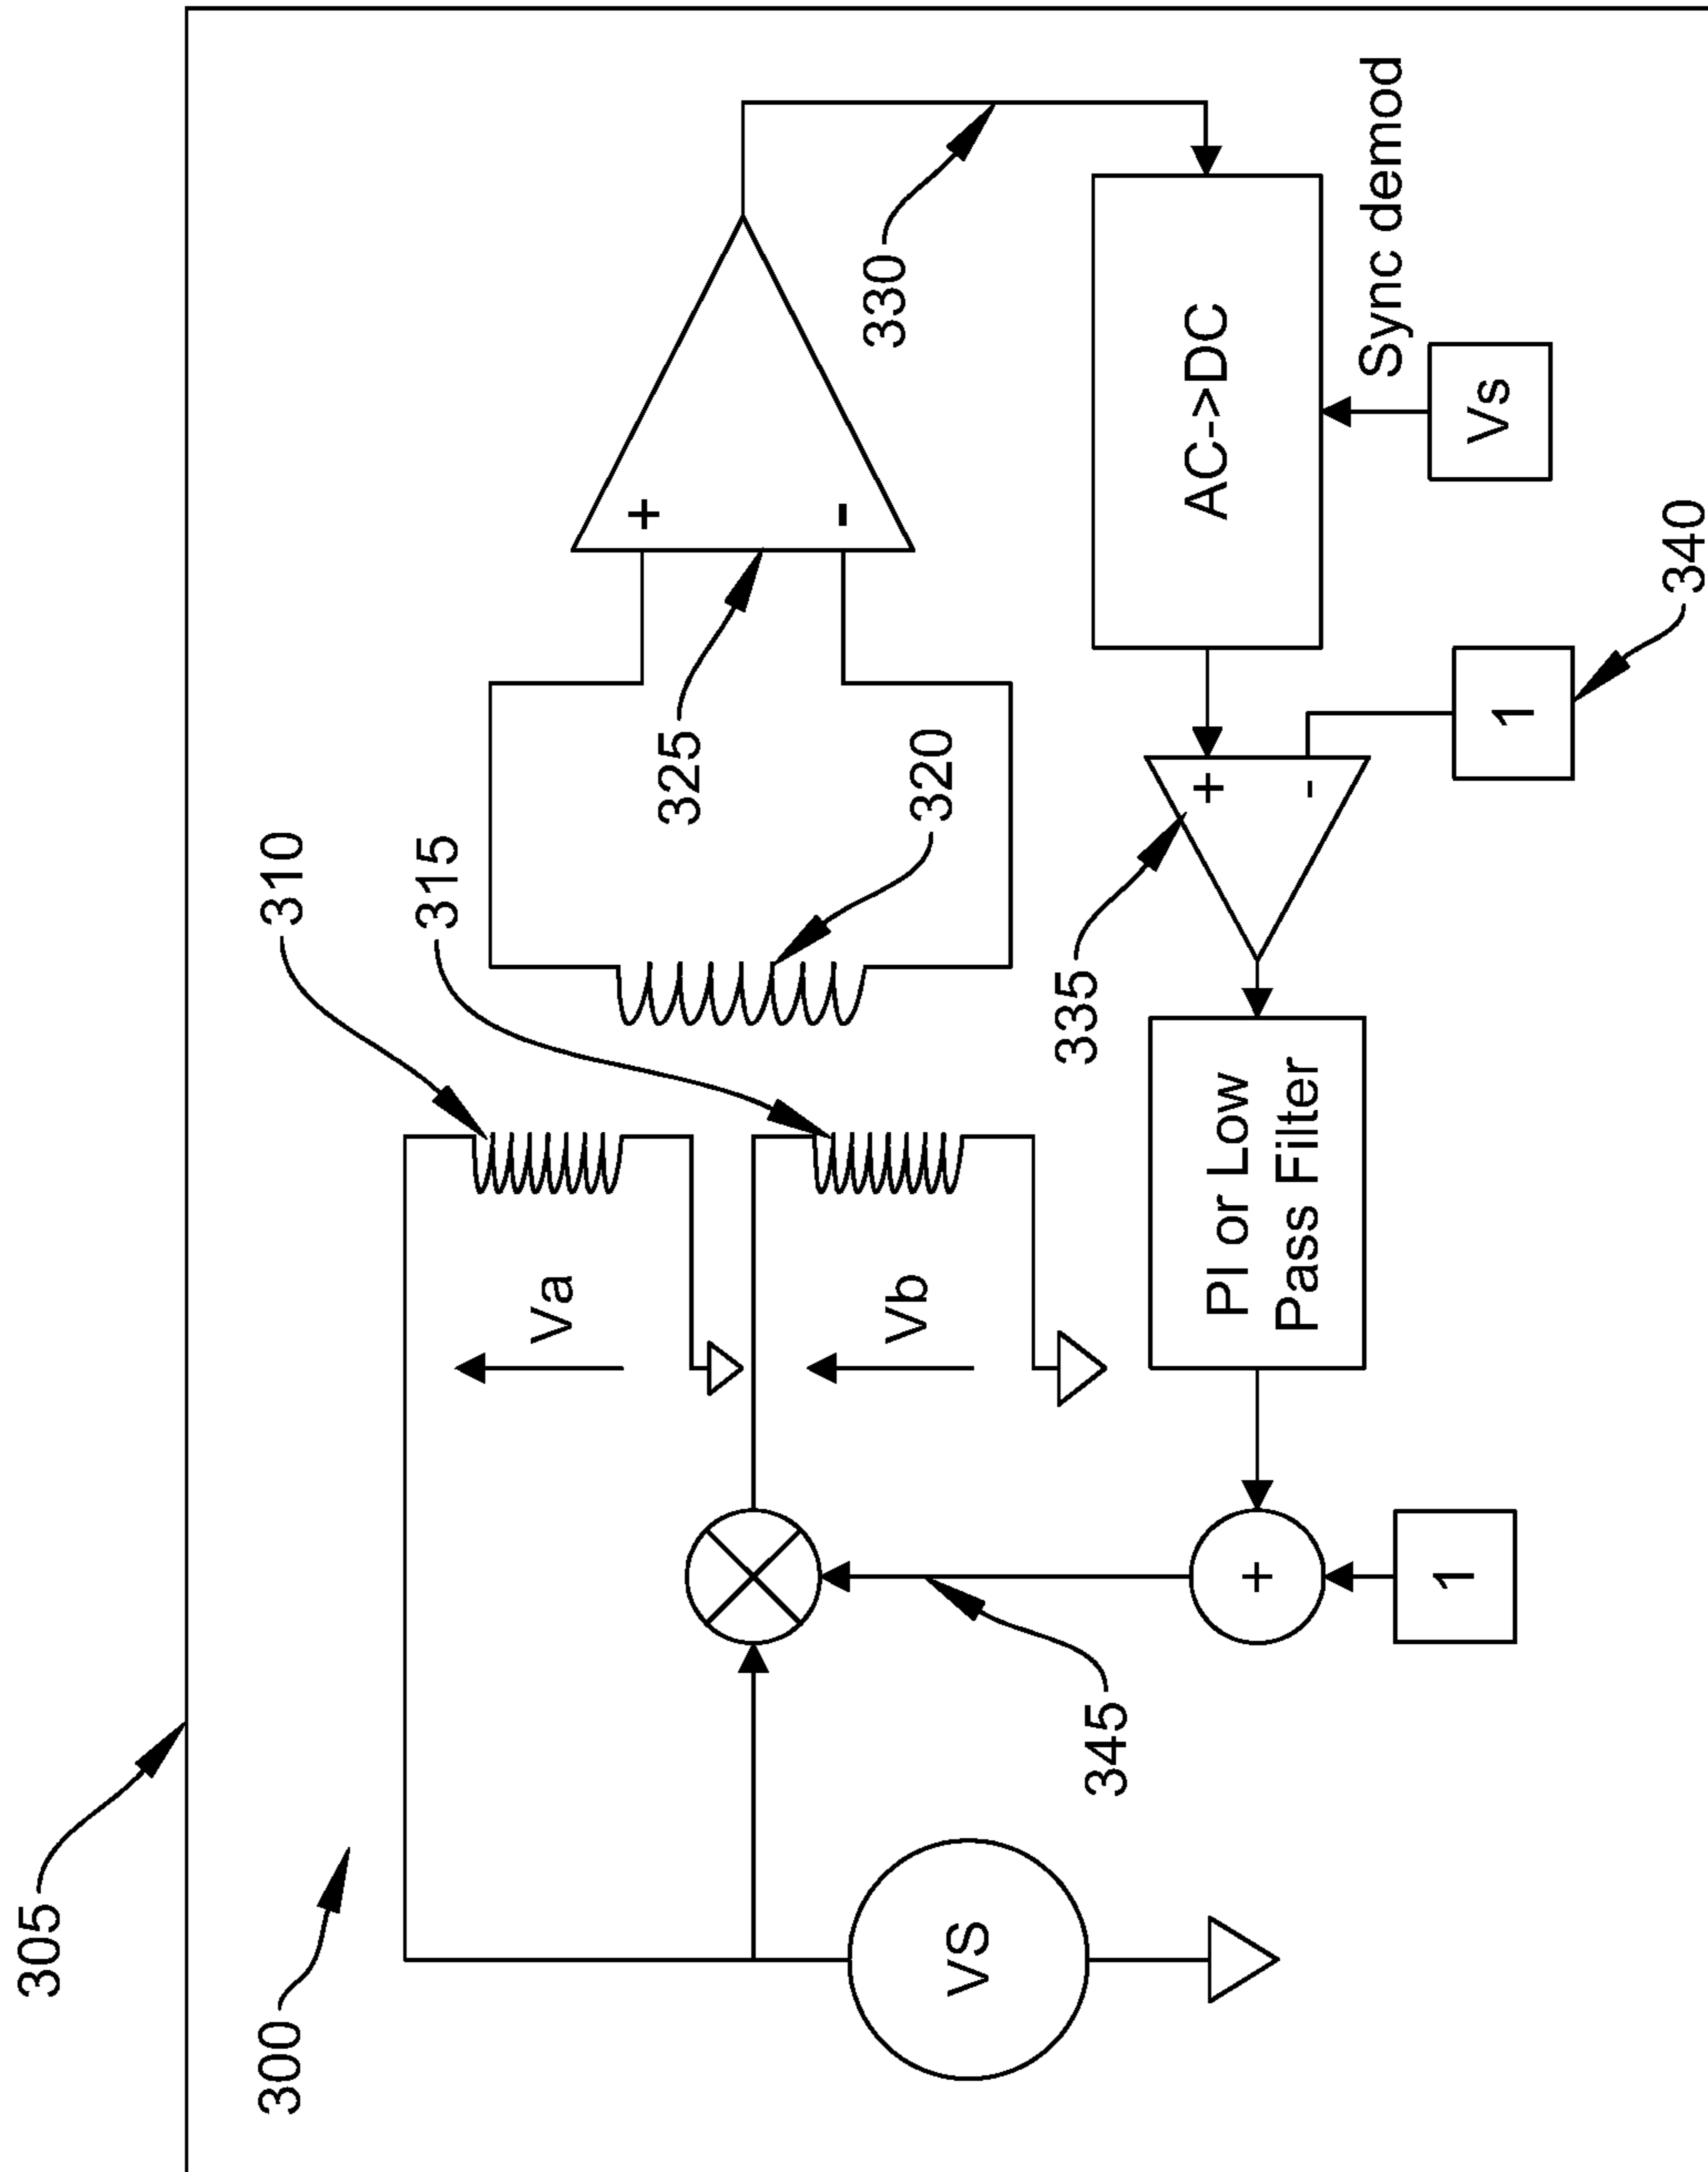 305
300
310
315
Va
+
325
-
330
Vb
320
VS
335
345
AC->DC
+
-
PI or Low
Pass Filter
+
Sync demod
1
Vs
1
340